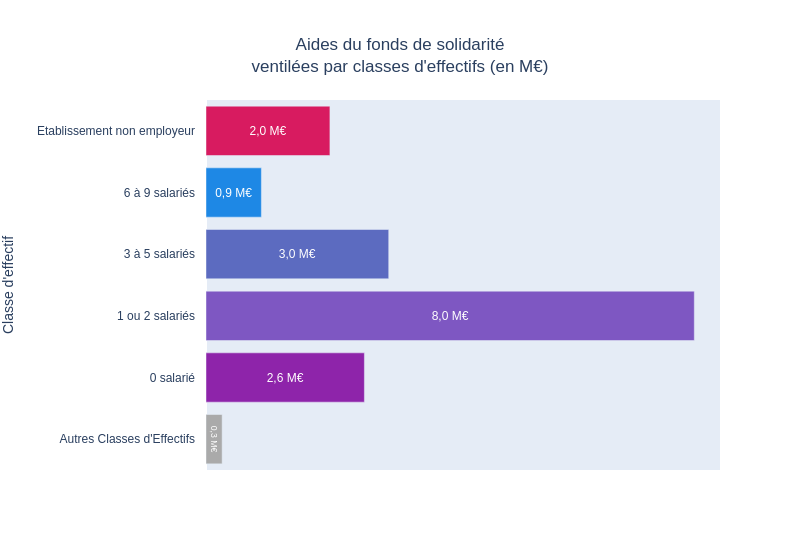 Aides du fonds de solidarité
ventilées par classes d'effectifs (en M€)
Classe d'effectif
Etablissement non employeur
2,0 M€
6 à 9 salariés
0,9 M€
3 à 5 salariés
3,0 M€
1 ou 2 salariés
8,0 M€
0 salarié
2,6 M€
Autres Classes d'Effectifs
0,3 M€